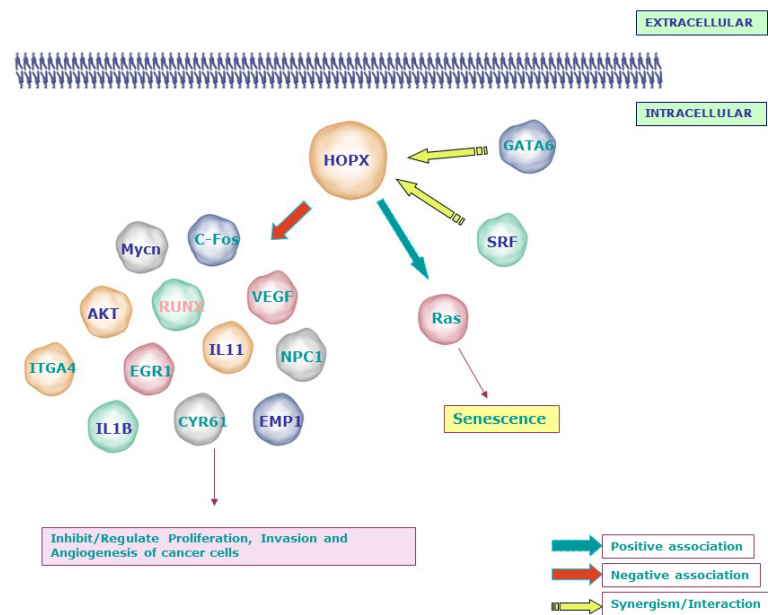 EXTRACELLULAR
INTRACELLULAR
HOPX
GATA6
SRF
C-Fos
Mycn
VEGF
RUNX
AKT
Ras
IL11
NPC1
ITGA4
EGR1
Senescence
CYR61
EMP1
IL1B
Inhibit/Regulate Proliferation, Invasion and
Angiogenesis of cancer cells
Positive association
Negative association
Synergism/Interaction